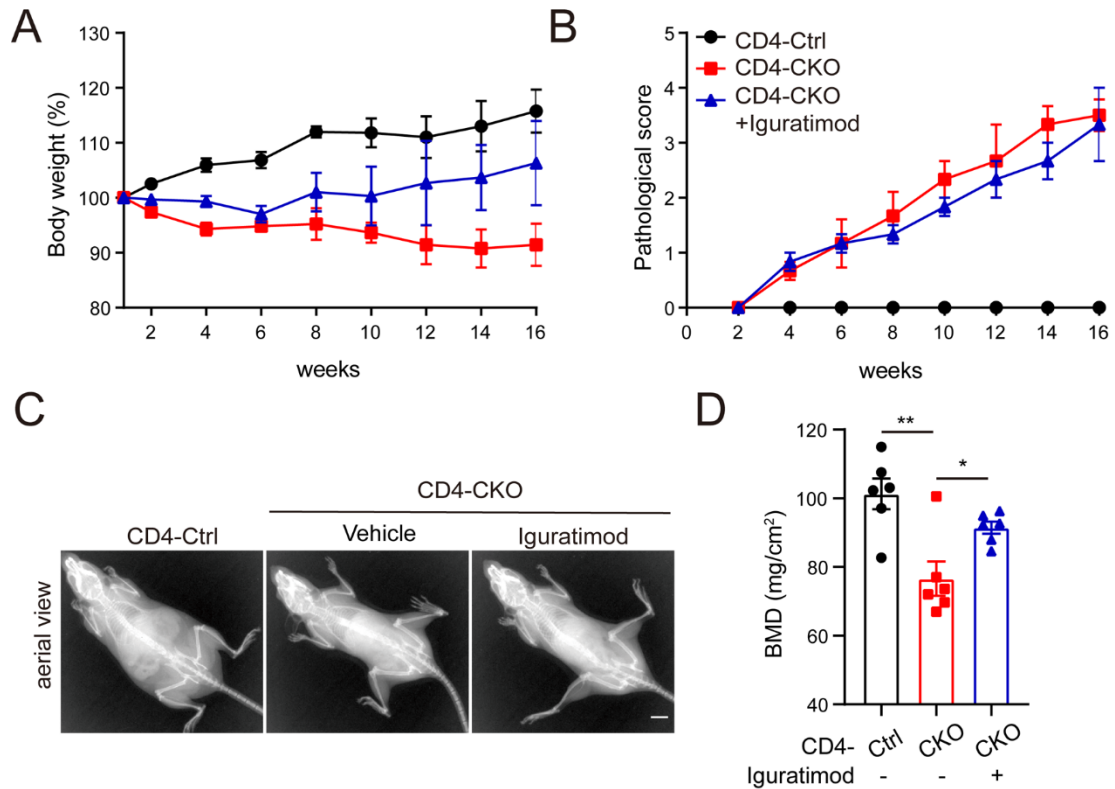 A
Body weight (%)
120
110
100
90
80
2 4 6 8 10 12 14 16
weeks
B
Pathological score
5
4
3
2
1
0
0 2 4 6 8 10 12 14 16
weeks
CD4-Ctrl
CD4-CKO
CD4-CKO
+Iguratimod
C
CD4-CKO
CD4-Ctrl Vehicle Iguratimod
aerial view
D
BMD (mg/cm²)
120
100
80
60
40
**
*
CD4- Ctrl CKO CKO
Iguratimod - - +